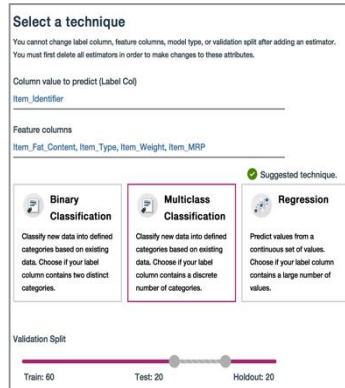 Select a technique
You cannot change label column, feature columns, model type, or validation split after adding an estimator.
You must first delete all estimators in order to make changes to these attributes.
Column value to predict (Label Col)
Item_Identifier
Feature columns
Item_Fat_Content, Item_Type, Item_Weight, Item_MRP
Suggested technique.
Binary
Classification
Classify new data into defined
categories based on existing
data. Choose if your label
column contains two distinct
categories.
Multiclass
Classification
Classify new data into defined
categories based on existing
data. Choose if your label
column contains a discrete
number of categories.
Regression
Predict values from a
continuous set of values.
Choose if your label column
contains a large number of
values.
Validation Split
Train: 60 Test: 20 Holdout: 20